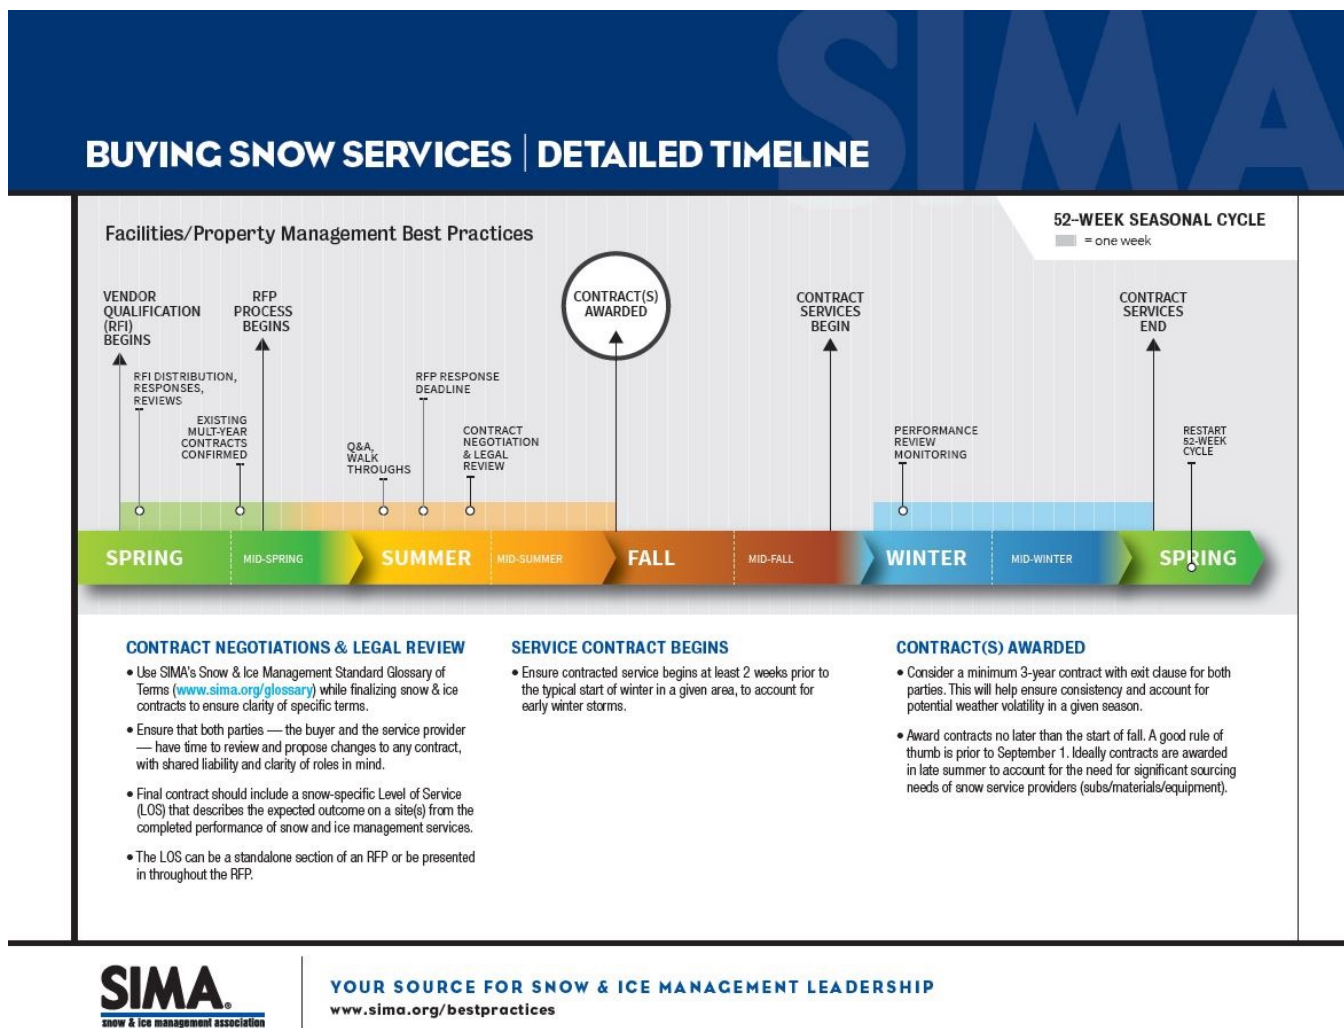 SIMA
BUYING SNOW SERVICES | DETAILED TIMELINE
Facilities/Property Management Best Practices
52--WEEK SEASONAL CYCLE
= one week
VENDOR
QUALIFICATION
(RFI)
BEGINS
RFP
PROCESS
BEGINS
CONTRACT(S)
AWARDED
CONTRACT
SERVICES
BEGIN
CONTRACT
SERVICES
END
RFI DISTRIBUTION,
RESPONSES,
REVIEWS
EXISTING
MULT-YEAR
CONTRACTS
CONFIRMED
Q&A,
WALK
THROUGHS
RFP RESPONSE
DEADLINE
CONTRACT
NEGOTIATION
& LEGAL
REVIEW
PERFORMANCE
REVIEW
MONITORING
RESTART
52-WEEK
CYCLE
SPRING
MID-SPRING
SUMMER
MID-SUMMER
FALL
MID-FALL
WINTER
MID-WINTER
SPRING
CONTRACT NEGOTIATIONS & LEGAL REVIEW
• Use SIMA's Snow & Ice Management Standard Glossary of
Terms (www.sima.org/glossary) while finalizing snow & ice
contracts to ensure clarity of specific terms.
• Ensure that both parties — the buyer and the service provider
— have time to review and propose changes to any contract,
with shared liability and clarity of roles in mind.
• Final contract should include a snow-specific Level of Service
(LOS) that describes the expected outcome on a site(s) from the
completed performance of snow and ice management services.
• The LOS can be a standalone section of an RFP or be presented
in throughout the RFP.
SERVICE CONTRACT BEGINS
• Ensure contracted service begins at least 2 weeks prior to
the typical start of winter in a given area, to account for
early winter storms.
CONTRACT(S) AWARDED
• Consider a minimum 3-year contract with exit clause for both
parties. This will help ensure consistency and account for
potential weather volatility in a given season.
• Award contracts no later than the start of fall. A good rule of
thumb is prior to September 1. Ideally contracts are awarded
in late summer to account for the need for significant sourcing
needs of snow service providers (subs/materials/equipment).
SIMA®
snow & ice management association
YOUR SOURCE FOR SNOW & ICE MANAGEMENT LEADERSHIP
www.sima.org/bestpractices